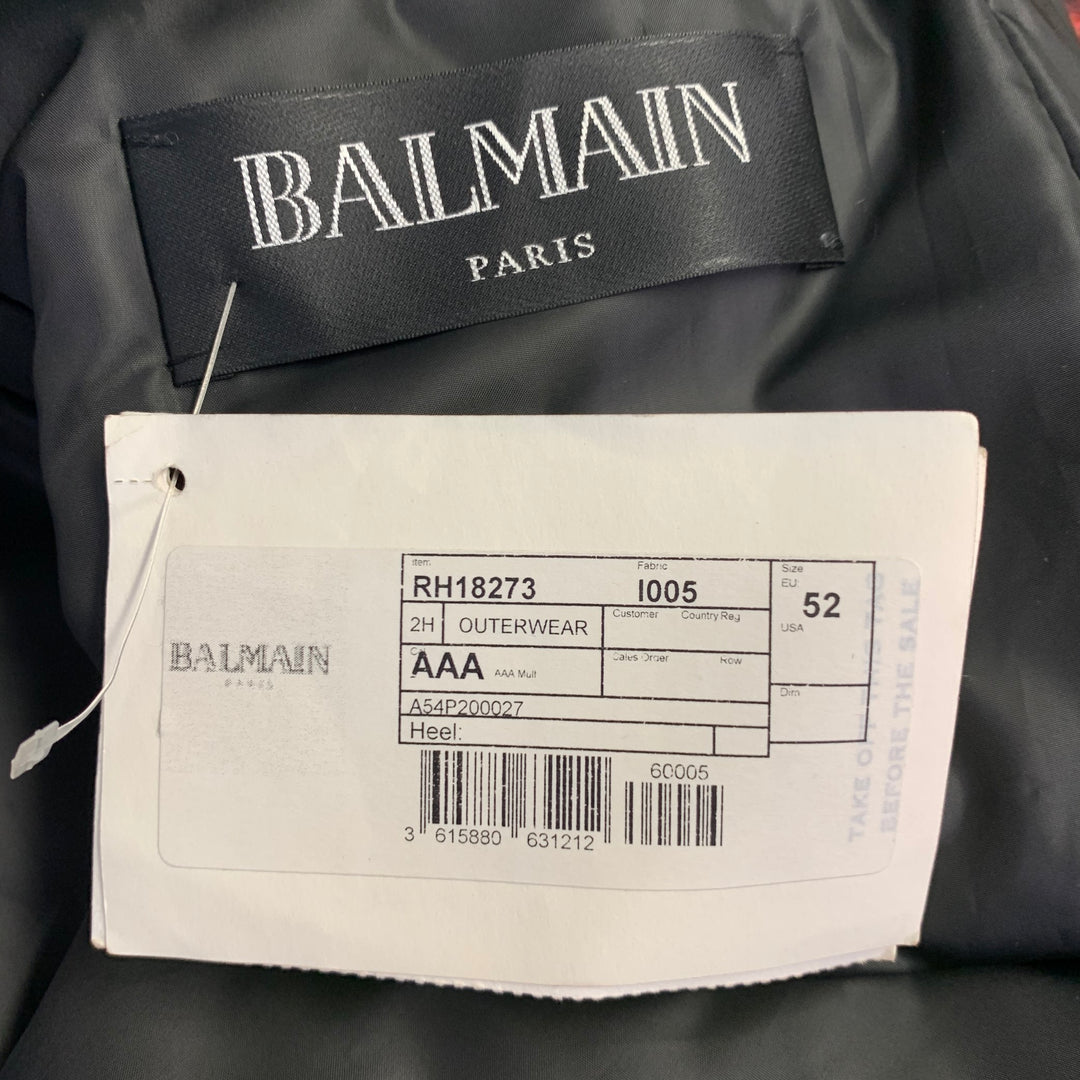 BALMAIN
PARIS
BALMAIN
PARIS
Item
RH18273
Fabric
I005
Size
EU:
52
USA
2H
OUTERWEAR
Customer
Country Reg
AAA
AAA Mult
Sales Order
Row
Dim
A54P200027
Heel:
60005
3 615880 631212
TAKE OFF THIS TAG
BEFORE THE SALE